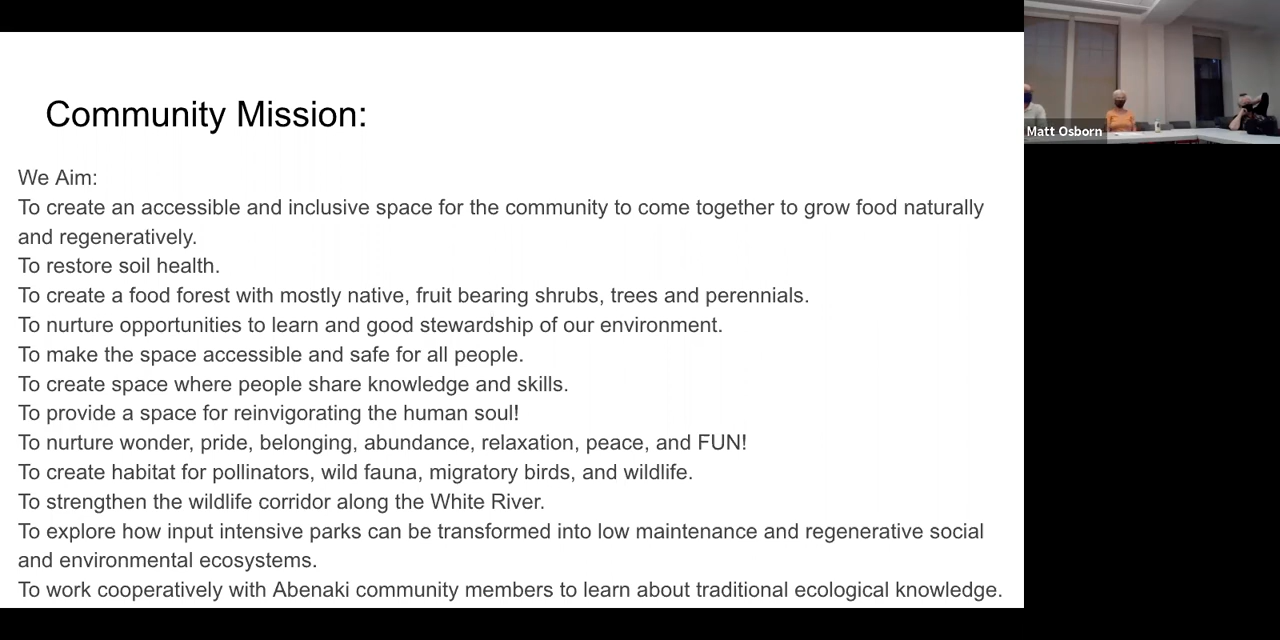 Community Mission:
We Aim:
To create an accessible and inclusive space for the community to come together to grow food naturally
and regeneratively.
To restore soil health.
To create a food forest with mostly native, fruit bearing shrubs, trees and perennials.
To nurture opportunities to learn and good stewardship of our environment.
To make the space accessible and safe for all people.
To create space where people share knowledge and skills.
To provide a space for reinvigorating the human soul!
To nurture wonder, pride, belonging, abundance, relaxation, peace, and FUN!
To create habitat for pollinators, wild fauna, migratory birds, and wildlife.
To strengthen the wildlife corridor along the White River.
To explore how input intensive parks can be transformed into low maintenance and regenerative social
and environmental ecosystems.
To work cooperatively with Abenaki community members to learn about traditional ecological knowledge.
Matt Osborn